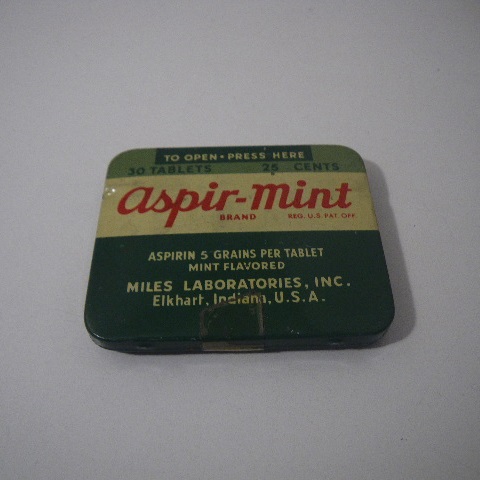 TO OPEN • PRESS HERE
30 TABLETS 25 CENTS
Aspir-Mint
BRAND REG. U.S. PAT. OFF.
ASPIRIN 5 GRAINS PER TABLET
MINT FLAVORED
MILES LABORATORIES, INC.
Elkhart, Indiana, U.S.A.